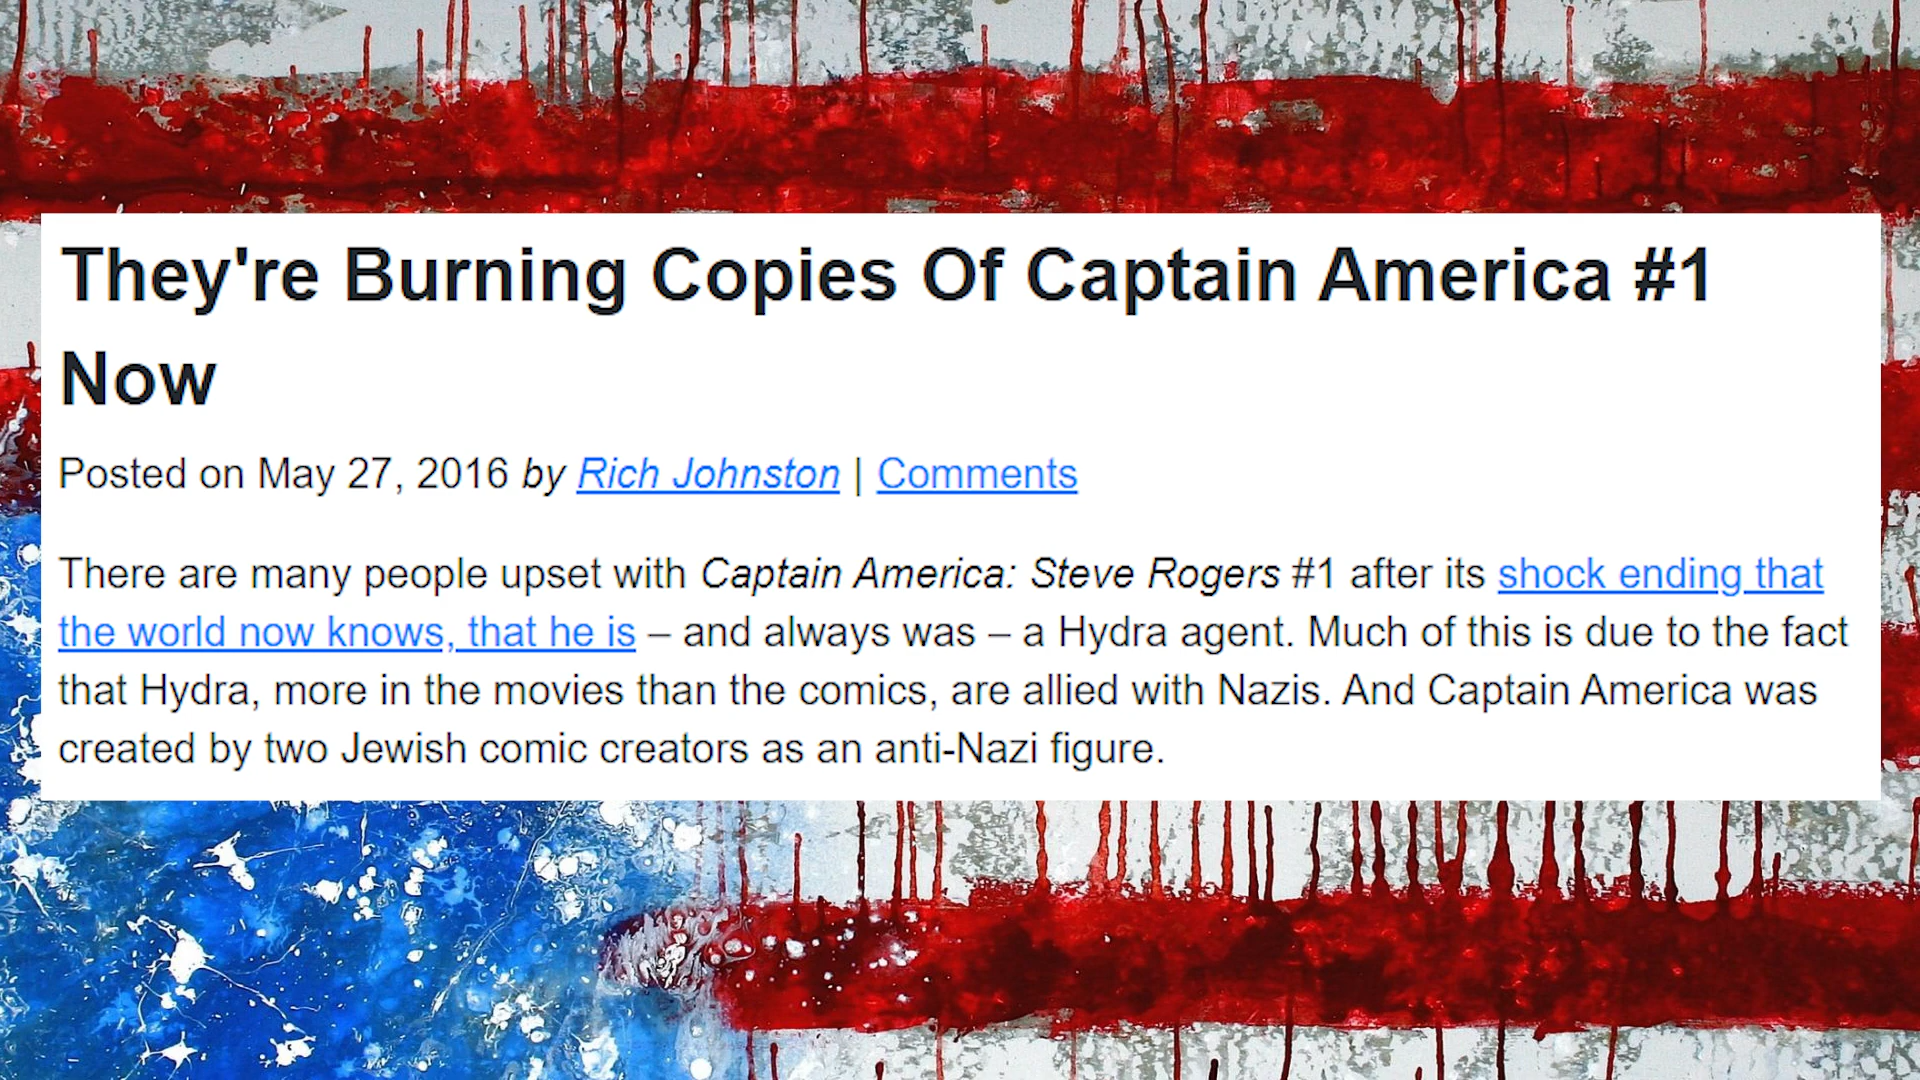 They're Burning Copies Of Captain America #1
Now
Posted on May 27, 2016 by Rich Johnston | Comments
There are many people upset with Captain America: Steve Rogers #1 after its shock ending that
the world now knows, that he is – and always was – a Hydra agent. Much of this is due to the fact
that Hydra, more in the movies than the comics, are allied with Nazis. And Captain America was
created by two Jewish comic creators as an anti-Nazi figure.